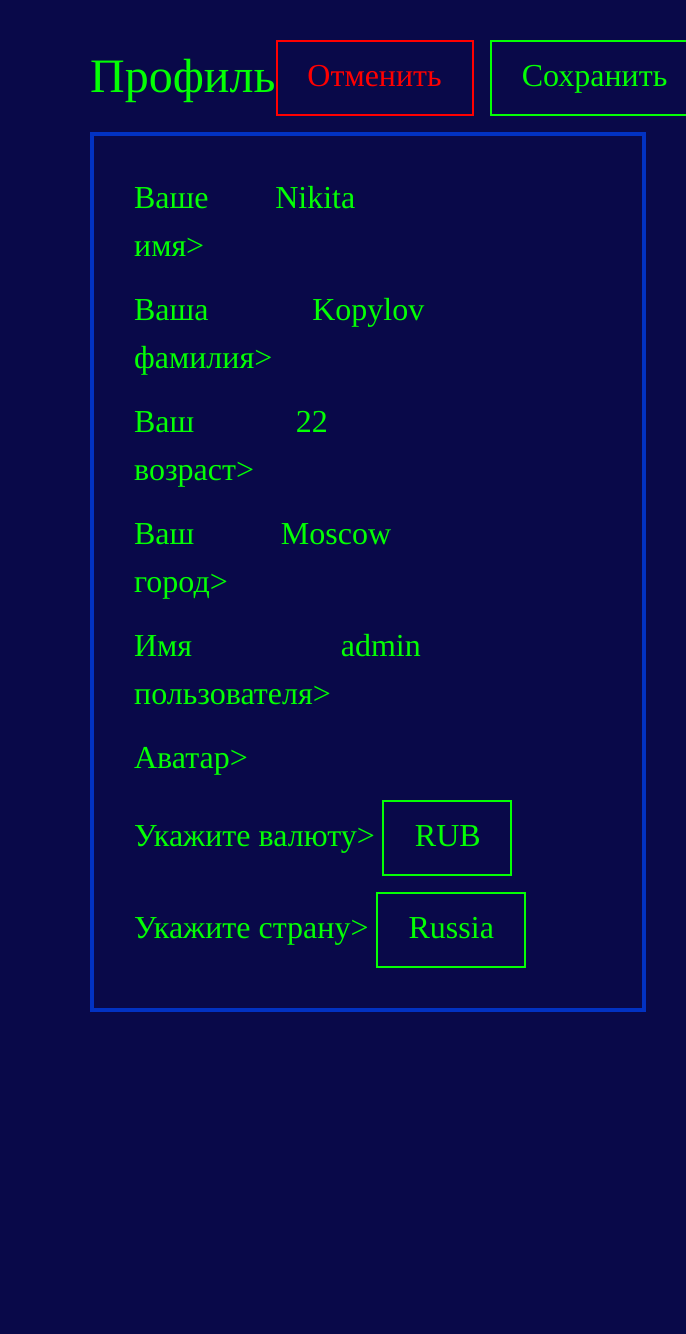 Профиль Отменить Сохранить
Ваше Nikita
имя>
Ваша Kopylov
фамилия>
Ваш 22
возраст>
Ваш Moscow
город>
Имя admin
пользователя>
Аватар>
Укажите валюту> RUB
Укажите страну> Russia